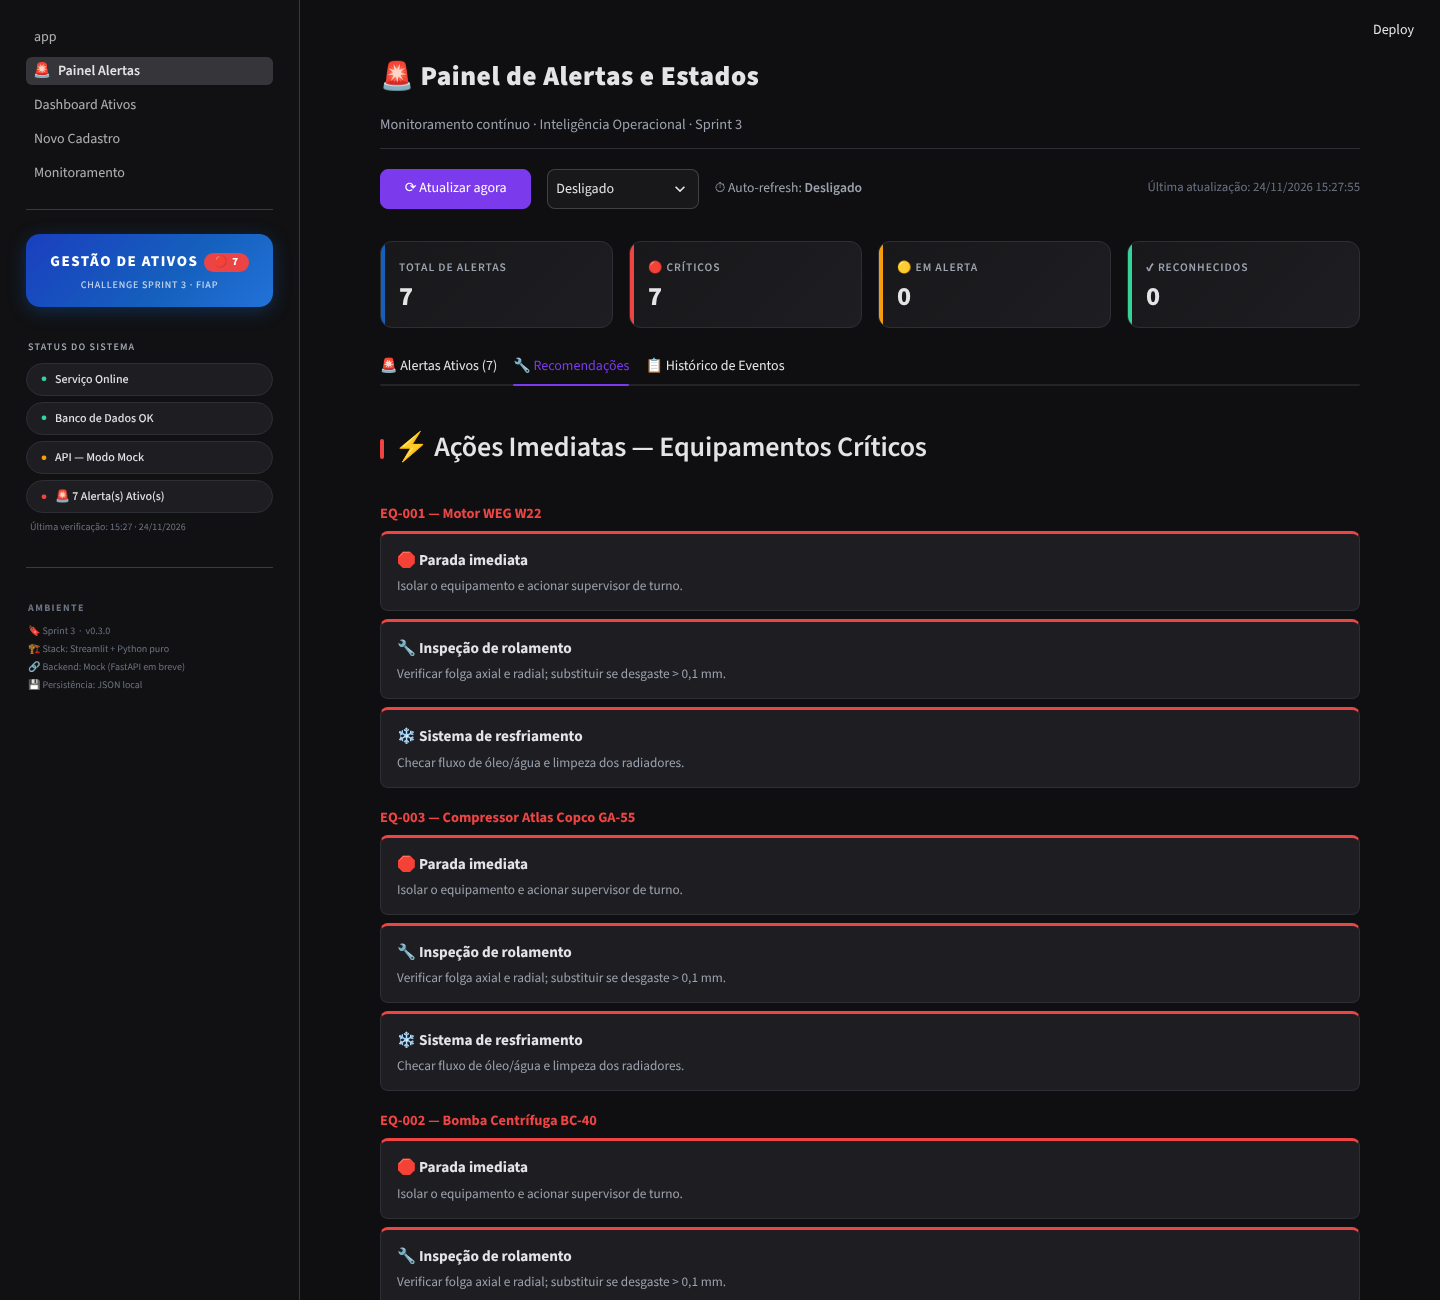 app
🚨 Painel Alertas
Dashboard Ativos
Novo Cadastro
Monitoramento
GESTÃO DE ATIVOS 🔴 7
CHALLENGE SPRINT 3 · FIAP
STATUS DO SISTEMA
Serviço Online
Banco de Dados OK
API — Modo Mock
🚨 7 Alerta(s) Ativo(s)
Última verificação: 15:27 · 24/11/2026
AMBIENTE
🔖 Sprint 3 · v0.3.0
🏗️ Stack: Streamlit + Python puro
🔗 Backend: Mock (FastAPI em breve)
💾 Persistência: JSON local
Deploy
🚨 Painel de Alertas e Estados
Monitoramento contínuo · Inteligência Operacional · Sprint 3
⟳ Atualizar agora
Desligado
⏱ Auto-refresh: Desligado
Última atualização: 24/11/2026 15:27:55
TOTAL DE ALERTAS
7
🔴 CRÍTICOS
7
🟡 EM ALERTA
0
✓ RECONHECIDOS
0
🚨 Alertas Ativos (7)
🔧 Recomendações
📋 Histórico de Eventos
⚡ Ações Imediatas — Equipamentos Críticos
EQ-001 — Motor WEG W22
🛑 Parada imediata
Isolar o equipamento e acionar supervisor de turno.
🔧 Inspeção de rolamento
Verificar folga axial e radial; substituir se desgaste > 0,1 mm.
❄️ Sistema de resfriamento
Checar fluxo de óleo/água e limpeza dos radiadores.
EQ-003 — Compressor Atlas Copco GA-55
🛑 Parada imediata
Isolar o equipamento e acionar supervisor de turno.
🔧 Inspeção de rolamento
Verificar folga axial e radial; substituir se desgaste > 0,1 mm.
❄️ Sistema de resfriamento
Checar fluxo de óleo/água e limpeza dos radiadores.
EQ-002 — Bomba Centrífuga BC-40
🛑 Parada imediata
Isolar o equipamento e acionar supervisor de turno.
🔧 Inspeção de rolamento
Verificar folga axial e radial; substituir se desgaste > 0,1 mm.